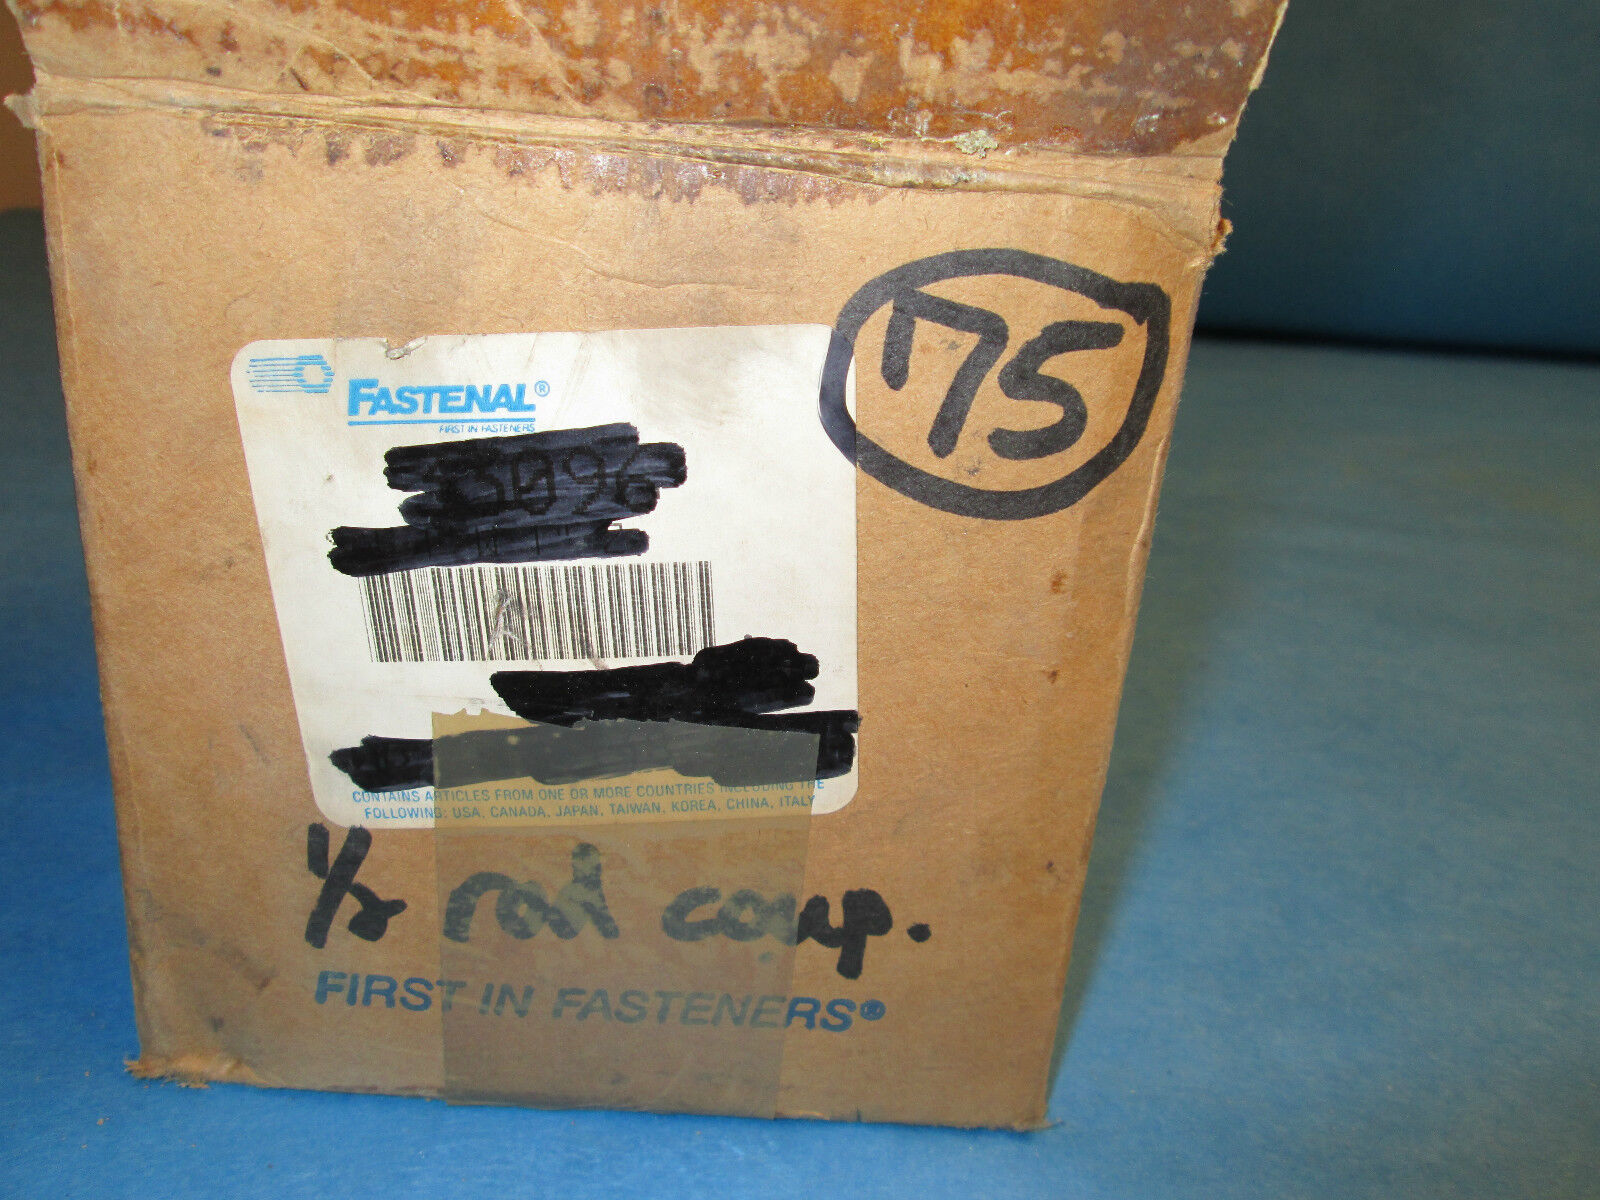 175
FASTENAL®
FIRST IN FASTENERS
CONTAINS ARTICLES FROM ONE OR MORE COUNTRIES INCLUDING THE
FOLLOWING: USA, CANADA, JAPAN, TAIWAN, KOREA, CHINA, ITALY
1/2 rod coup.
FIRST IN FASTENERS®